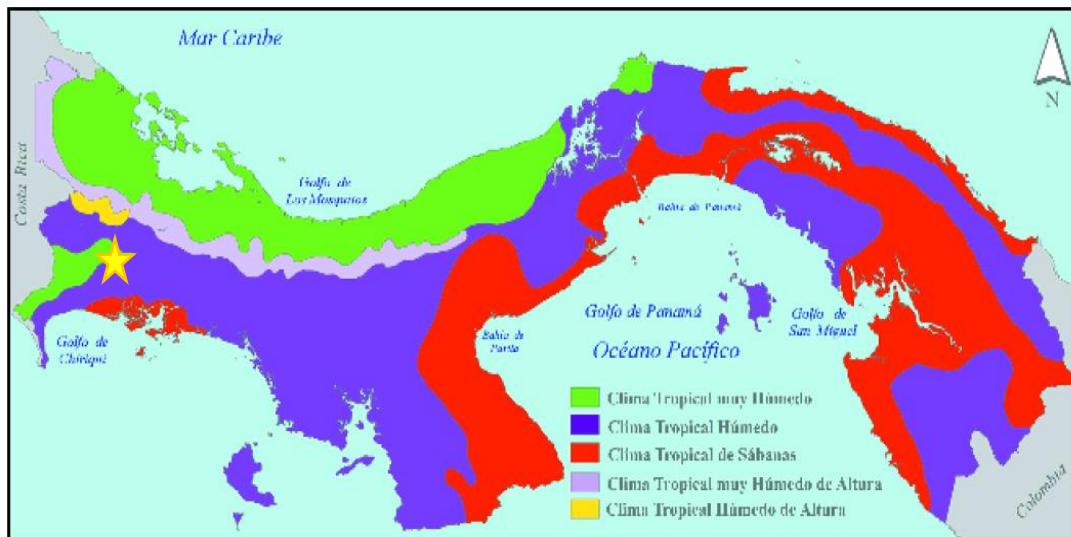 Mar Caribe
N
Costa Rica
Golfo de
Los Mosquitos
Bahía de Panamá
Golfo de Panamá
Golfo de
San Miguel
Golfo de
Chiriquí
Bahía de
Parita
Océano Pacífico
Clima Tropical muy Húmedo
Clima Tropical Húmedo
Clima Tropical de Sábanas
Clima Tropical muy Húmedo de Altura
Clima Tropical Húmedo de Altura
Colombia